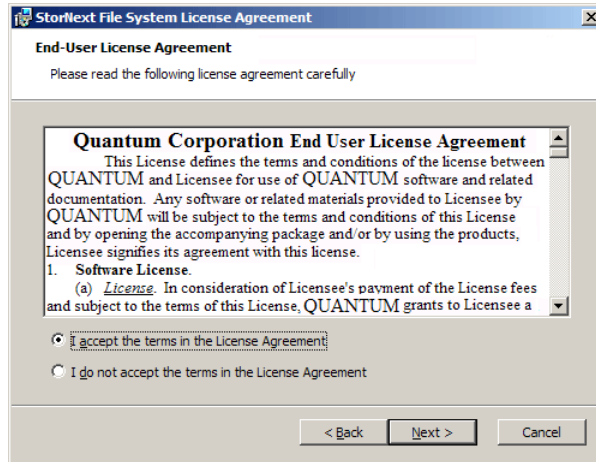 StorNext File System License Agreement
End-User License Agreement
Please read the following license agreement carefully
Quantum Corporation End User License Agreement
This License defines the terms and conditions of the license between
QUANTUM and Licensee for use of QUANTUM software and related
documentation. Any software or related materials provided to Licensee by
QUANTUM will be subject to the terms and conditions of this License
and by opening the accompanying package and/or by using the products,
Licensee signifies its agreement with this license.
1. Software License.
(a) License. In consideration of Licensee's payment of the License fees
and subject to the terms of this License, QUANTUM grants to Licensee a
I accept the terms in the License Agreement
I do not accept the terms in the License Agreement
< Back Next > Cancel